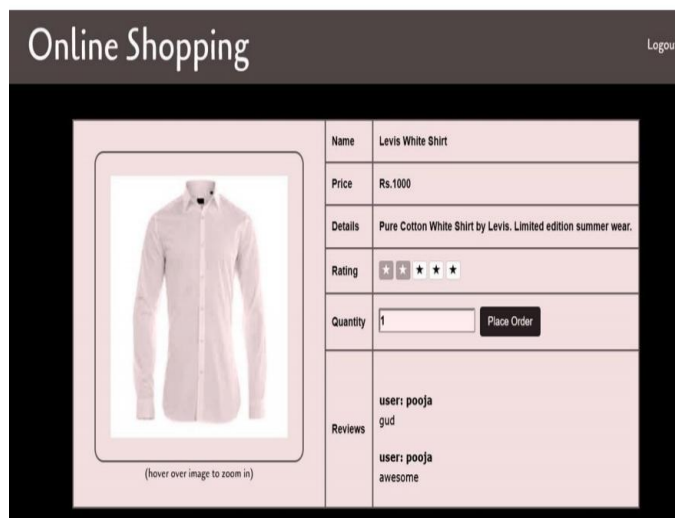 Online Shopping
Logou
Name Levis White Shirt
Price Rs.1000
Details Pure Cotton White Shirt by Levis. Limited edition summer wear.
Rating ★ ★ ★ ★ ★
Quantity 1 Place Order
Reviews
user: pooja
gud
user: pooja
awesome
(hover over image to zoom in)